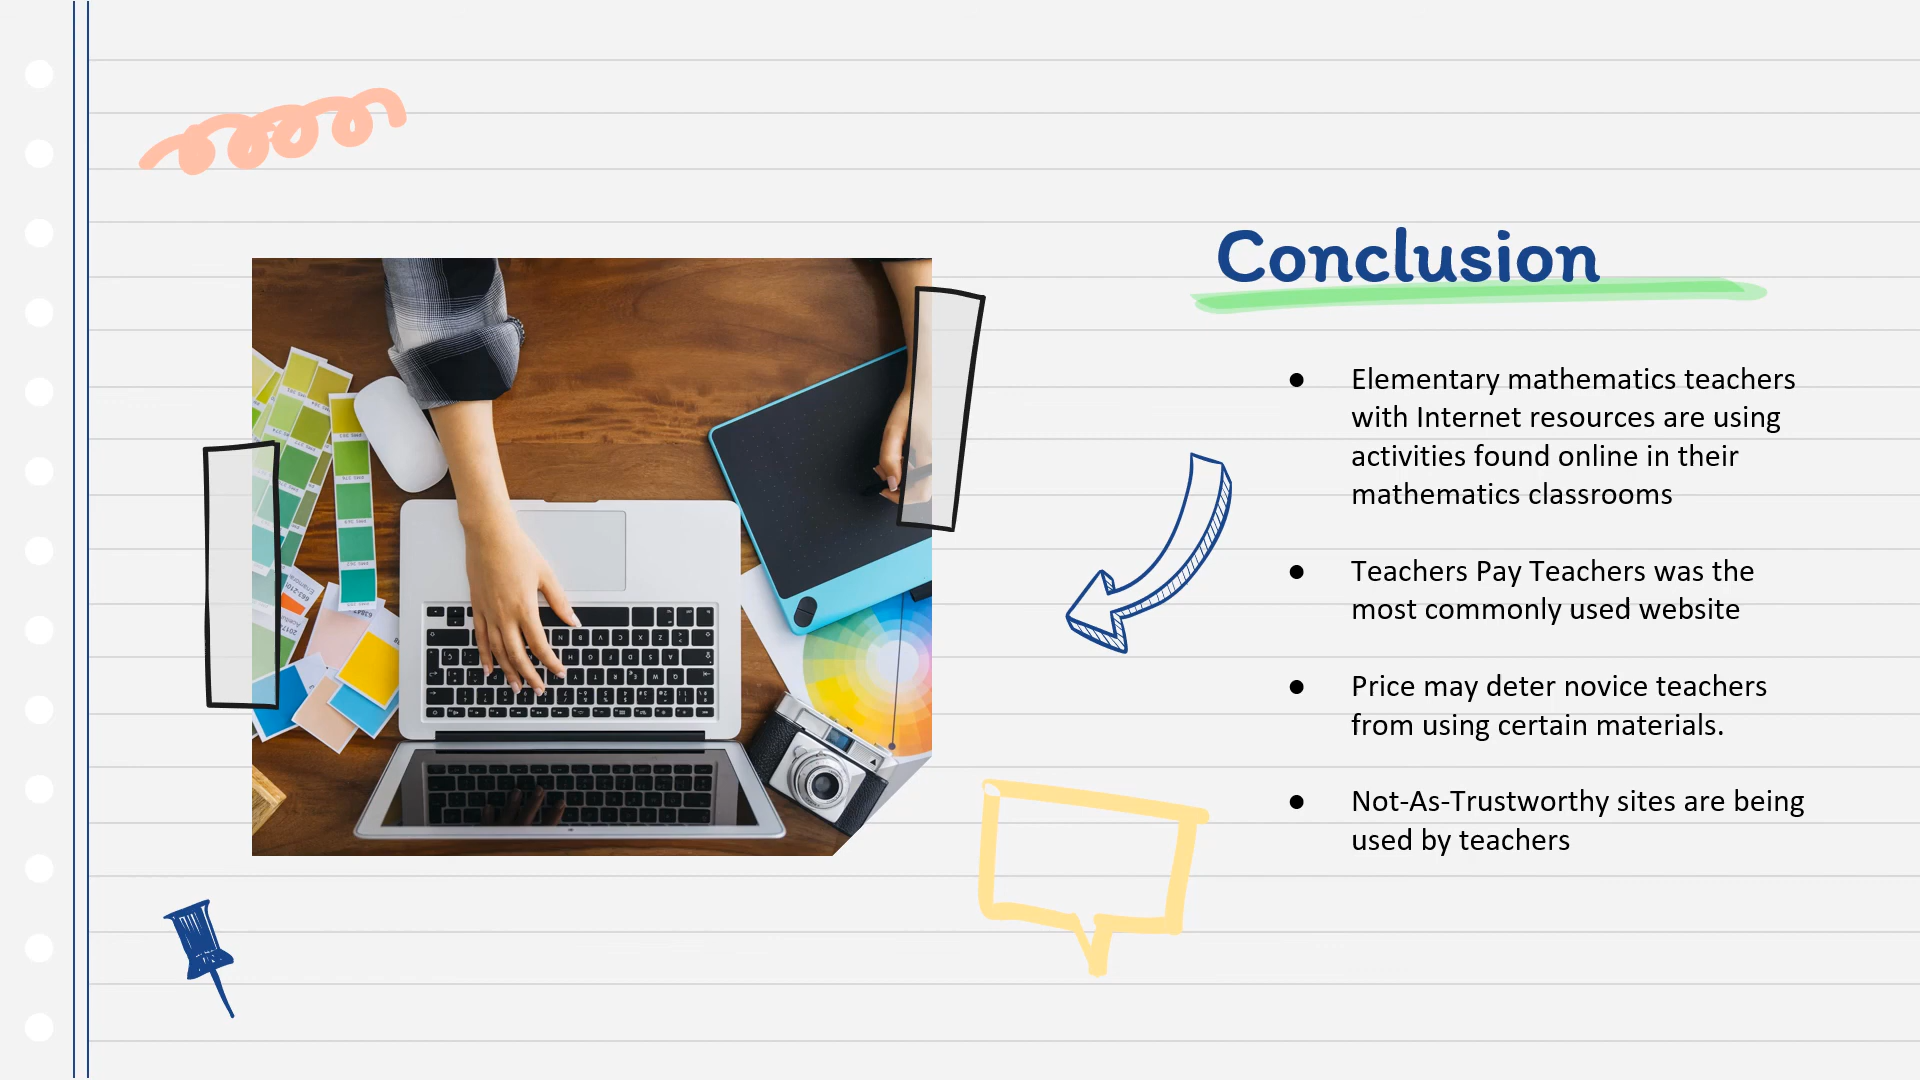 Conclusion
● Elementary mathematics teachers
with Internet resources are using
activities found online in their
mathematics classrooms
● Teachers Pay Teachers was the
most commonly used website
● Price may deter novice teachers
from using certain materials.
● Not-As-Trustworthy sites are being
used by teachers